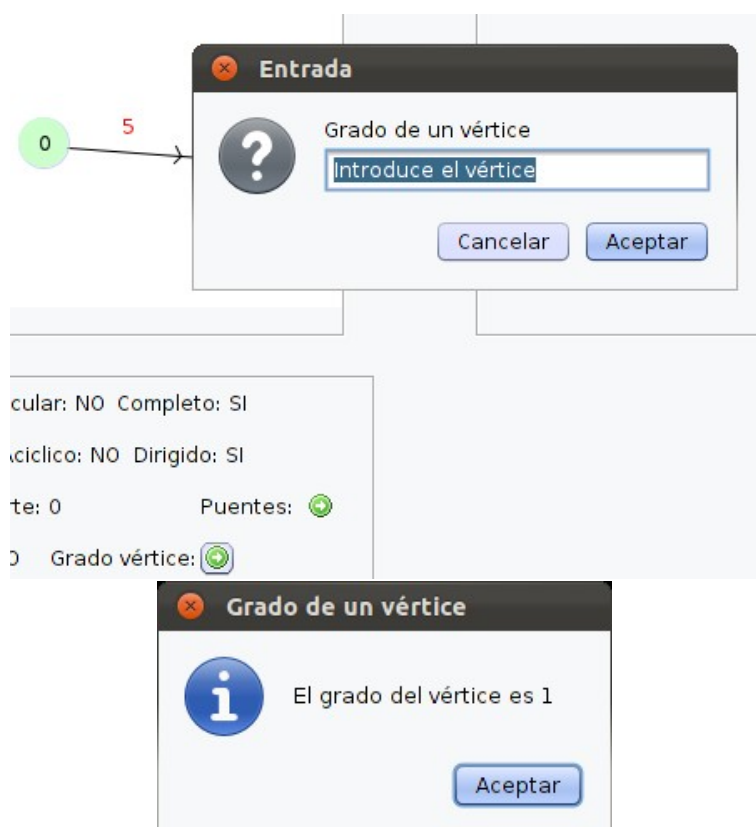 Entrada
5
0
Grado de un vértice
Introduce el vértice
Cancelar Aceptar
cular: NO Completo: SI
ciclico: NO Dirigido: SI
rte: 0 Puentes:
Grado vértice:
Grado de un vértice
El grado del vértice es 1
Aceptar